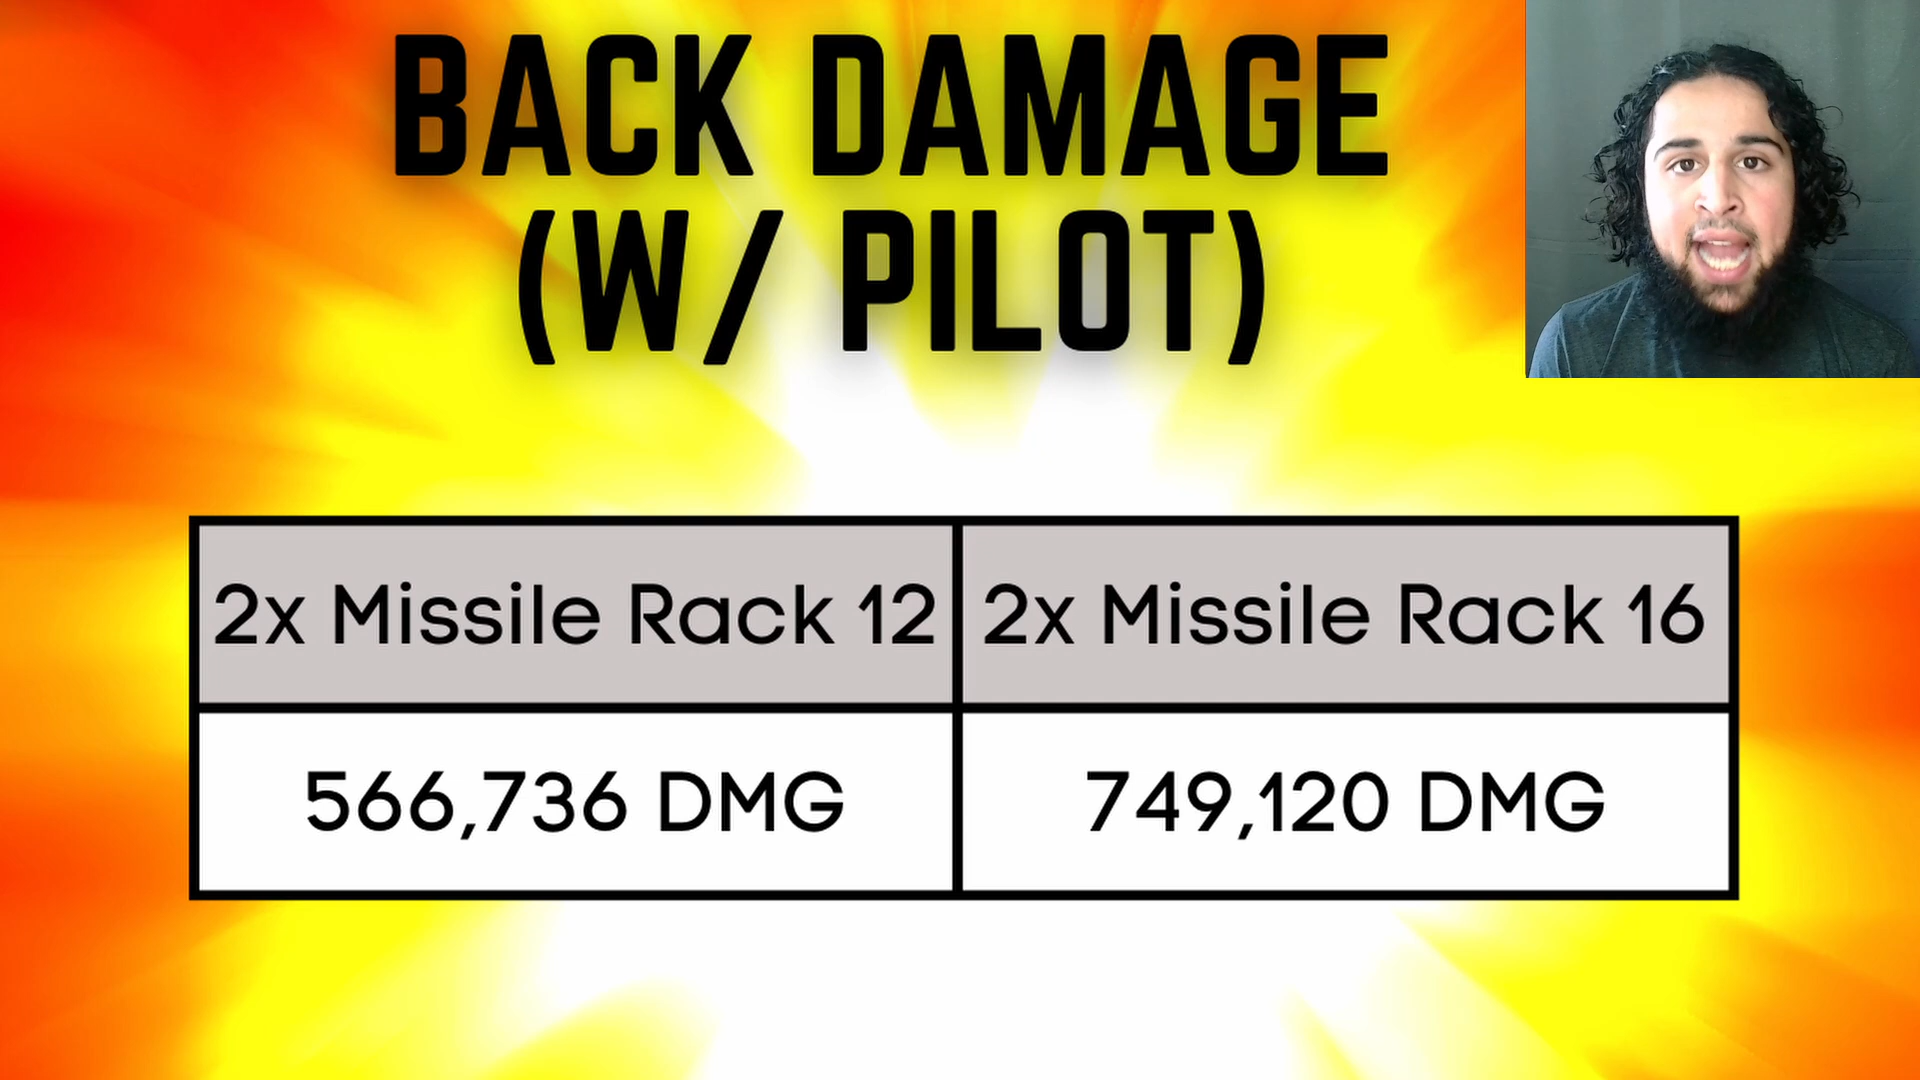 BACK DAMAGE
(W/ PILOT)
2x Missile Rack 12
2x Missile Rack 16
566,736 DMG
749,120 DMG